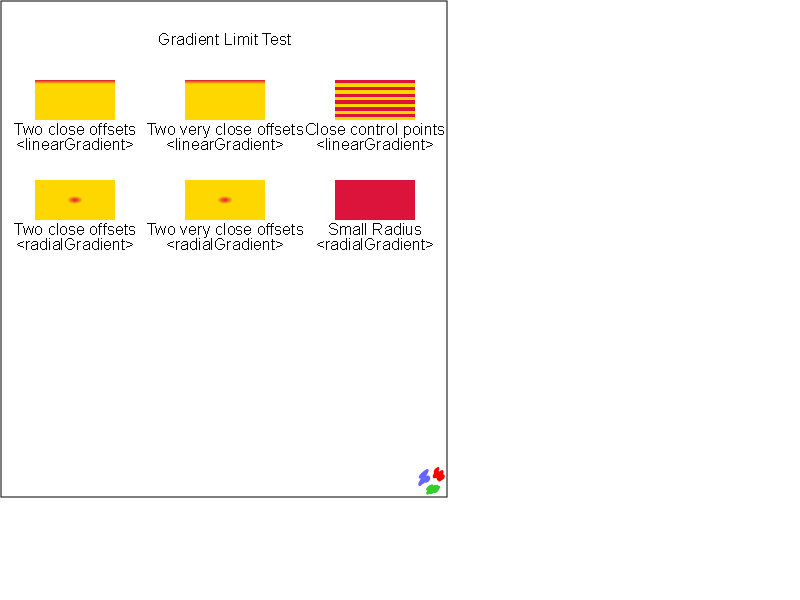 Gradient Limit Test
Two close offsets
<linearGradient>
Two very close offsets
<linearGradient>
Close control points
<linearGradient>
Two close offsets
<radialGradient>
Two very close offsets
<radialGradient>
Small Radius
<radialGradient>